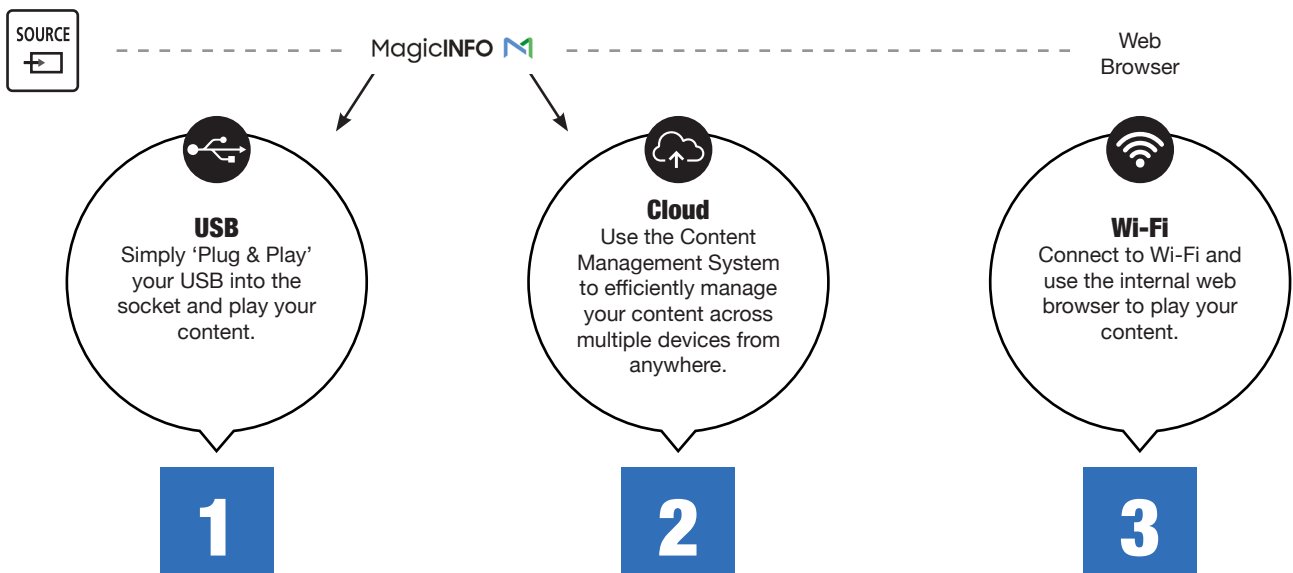 SOURCE
MagicINFO
Web
Browser
USB
Simply ‘Plug & Play’
your USB into the
socket and play your
content.
Cloud
Use the Content
Management System
to efficiently manage
your content across
multiple devices from
anywhere.
Wi-Fi
Connect to Wi-Fi and
use the internal web
browser to play your
content.
1
2
3